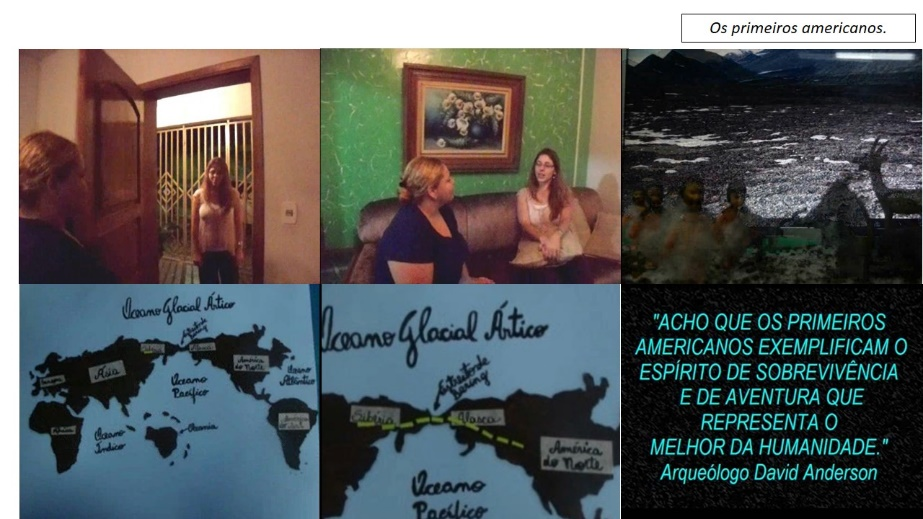 Os primeiros americanos.
Oceano Glacial Ártico
Ásia
América
do Norte
Oceano
Pacífico
Oceano
Atlântico
África
Oceano
Índico
Oceania
Oceano Glacial Ártico
Estreito de
Bering
Sibéria
Alasca
América
do Norte
Oceano
Pacífico
"ACHO QUE OS PRIMEIROS
AMERICANOS EXEMPLIFICAM O
ESPÍRITO DE SOBREVIVÊNCIA
E DE AVENTURA QUE
REPRESENTA O
MELHOR DA HUMANIDADE."
Arqueólogo David Anderson